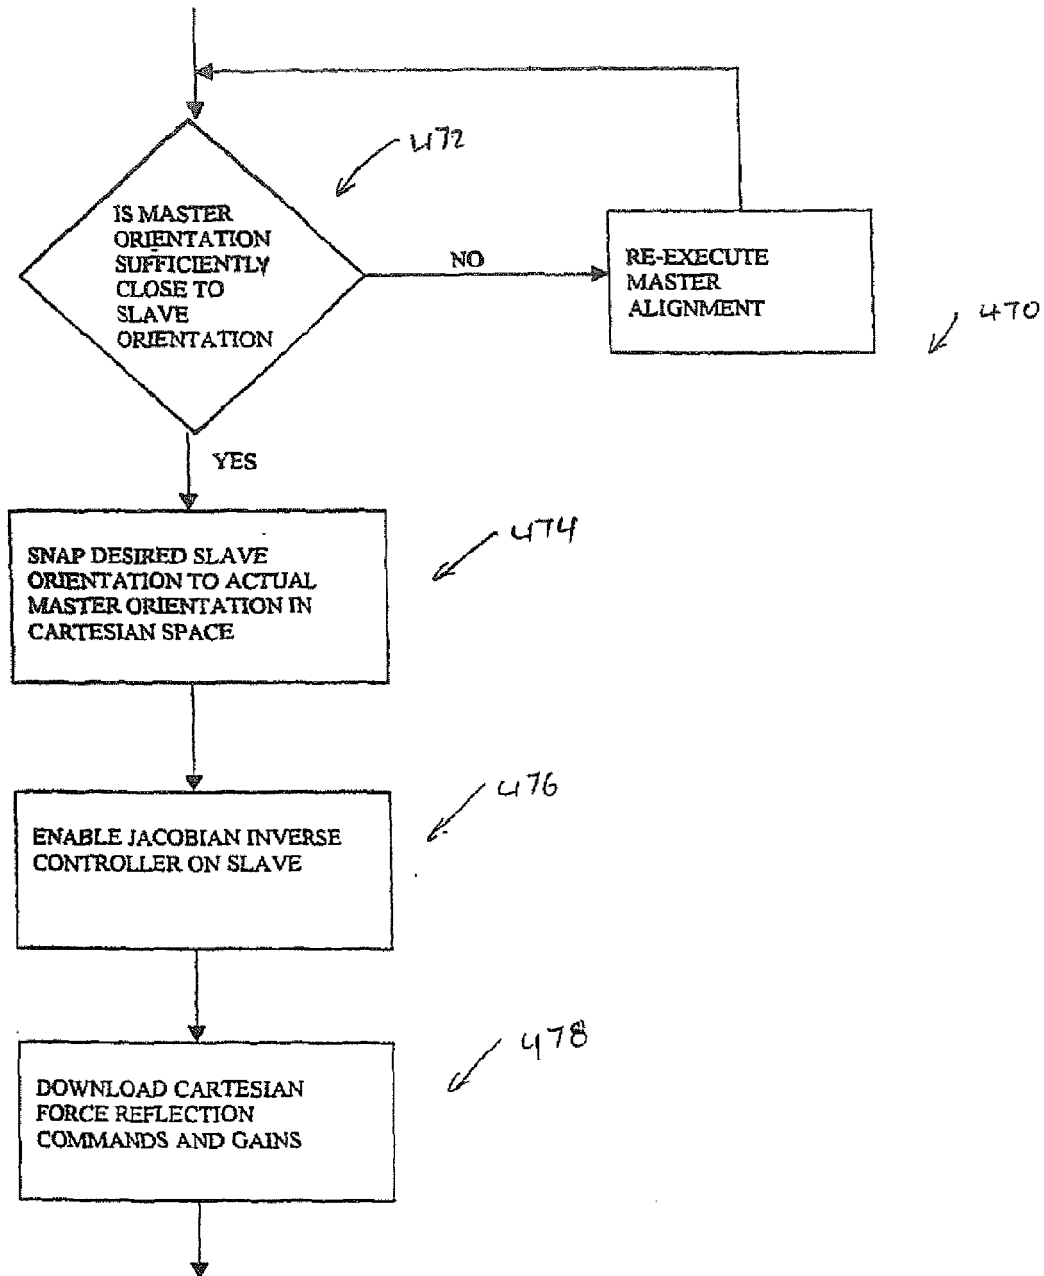 472
IS MASTER
ORIENTATION
SUFFICIENTLY
CLOSE TO
SLAVE
ORIENTATION
NO
RE-EXECUTE
MASTER
ALIGNMENT
470
YES
474
SNAP DESIRED SLAVE
ORIENTATION TO ACTUAL
MASTER ORIENTATION IN
CARTESIAN SPACE
476
ENABLE JACOBIAN INVERSE
CONTROLLER ON SLAVE
478
DOWNLOAD CARTESIAN
FORCE REFLECTION
COMMANDS AND GAINS